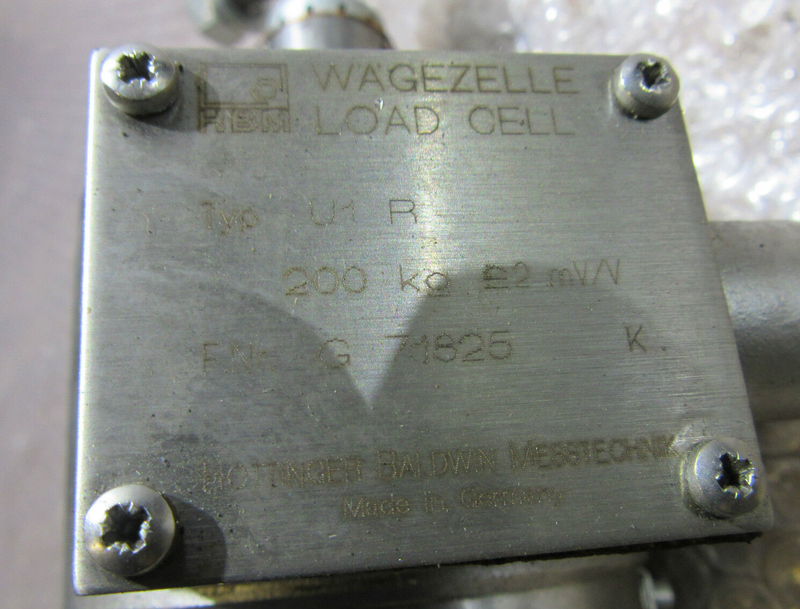 HBM WAGEZELLE
LOAD CELL
Typ U1 R
200 kg ≙2 mV/V
F.Nr. G 71825 K.
HOTTINGER BALDWIN MESSTECHNIK
Made in Germany